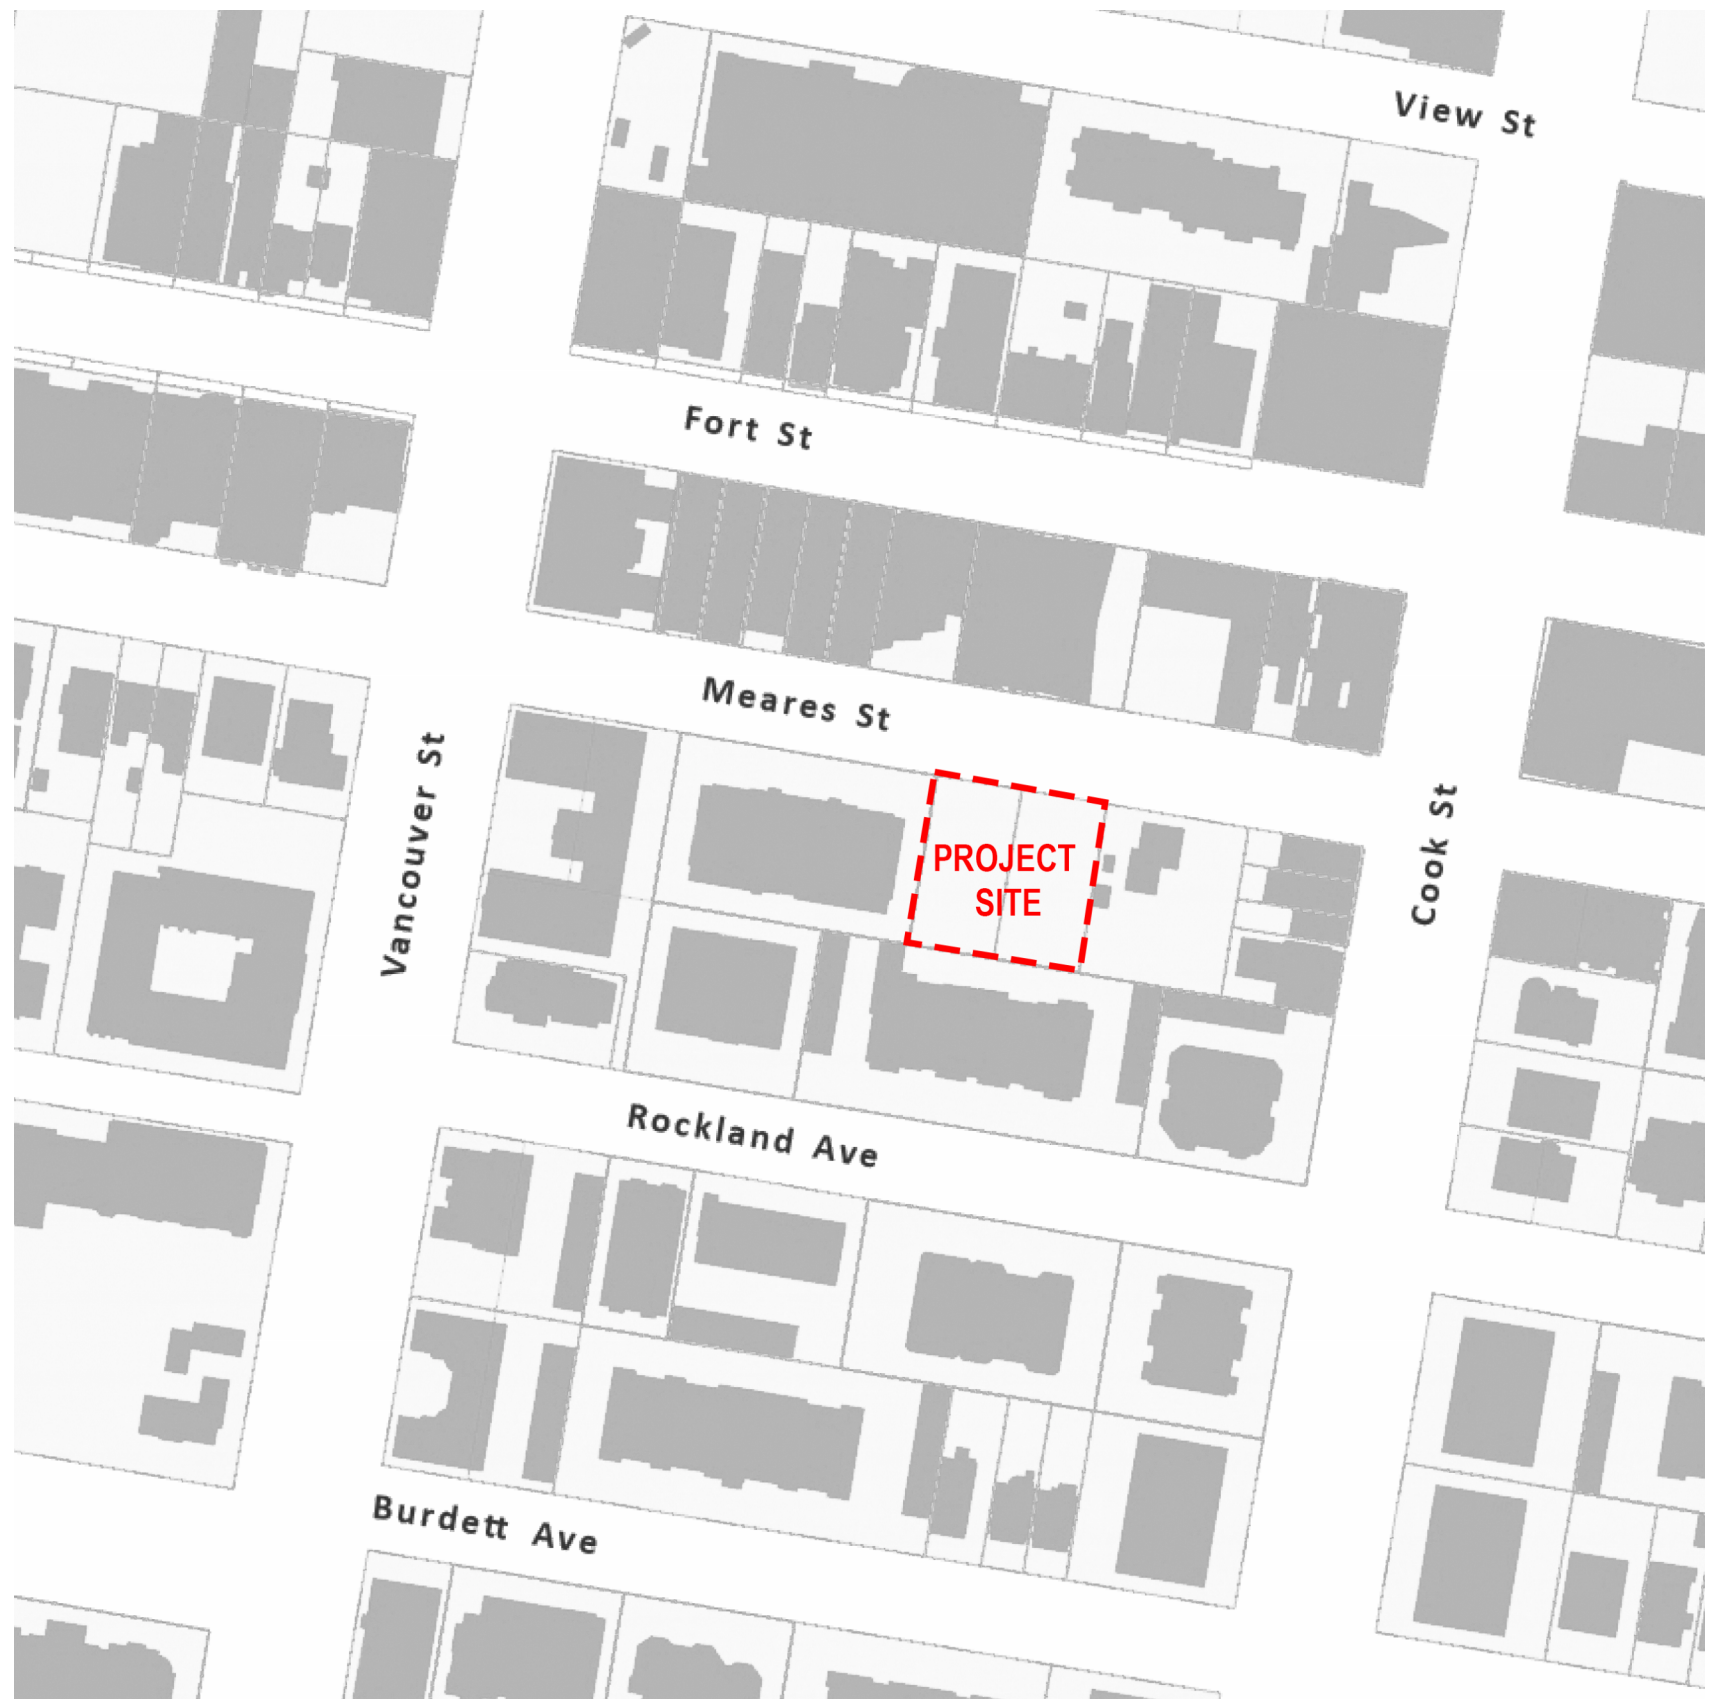 View St
Fort St
Meares St
Vancouver St
Cook St
PROJECT
SITE
Rockland Ave
Burdett Ave